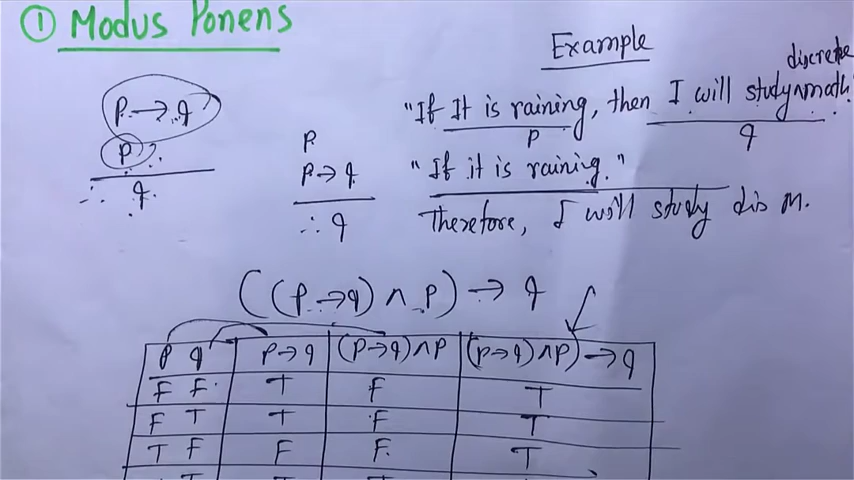 ① Modus Ponens
P → q
P
∴ q
P
P → q
∴ q
Example
"If It is raining, then I will study discrete math."
P
q
"If it is raining."
Therefore, I will study dis M.
((P → q) ∧ P) → q
P q P → q (P → q) ∧ P (P → q) ∧ P) → q
F F T F T
F T T F T
T F F F T